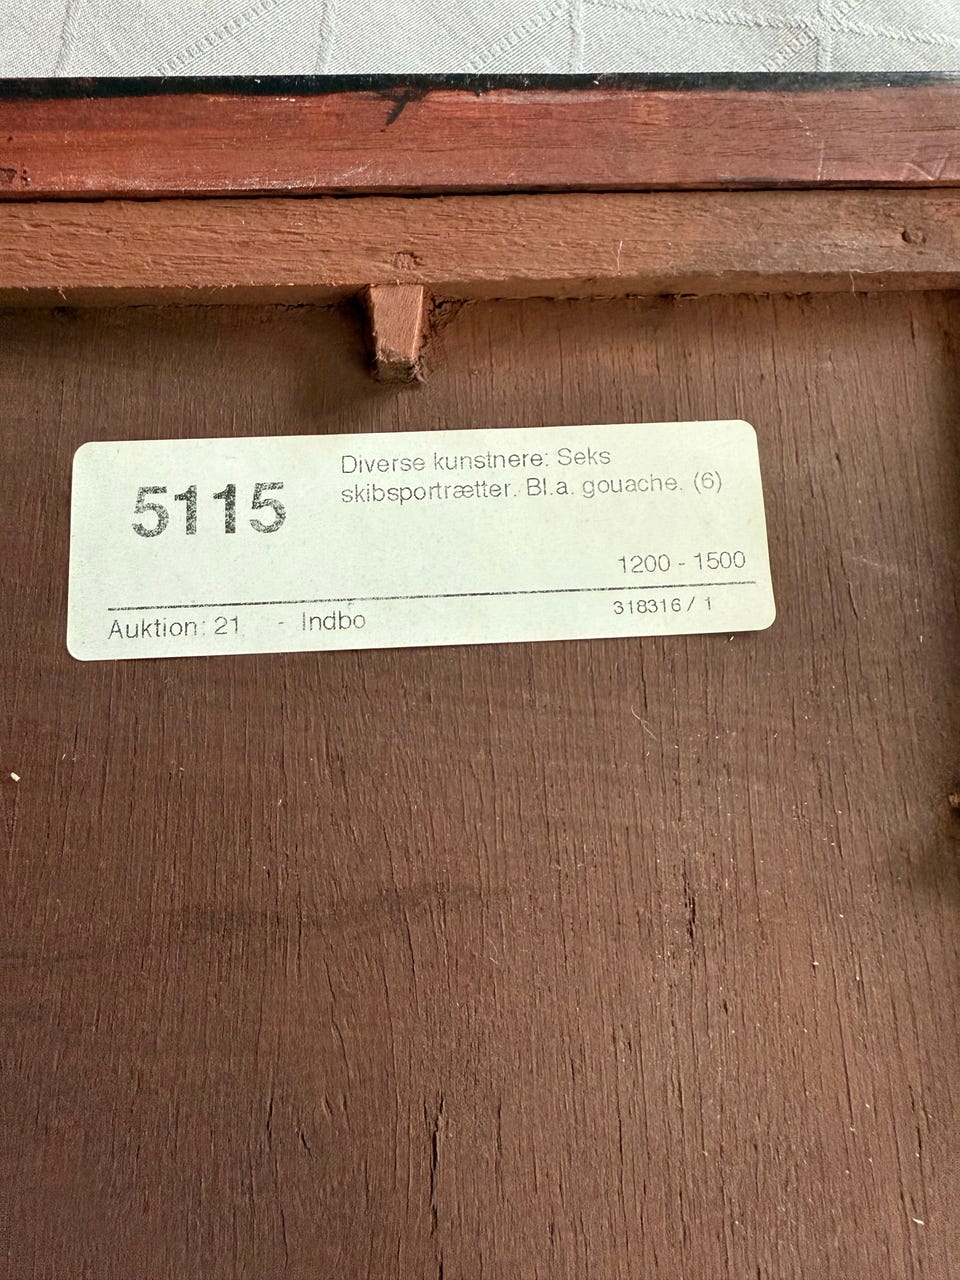 5115
Diverse kunstnere: Seks
skibsportrætter. Bl.a. gouache. (6)
1200 - 1500
Auktion: 21 - Indbo
318316 / 1